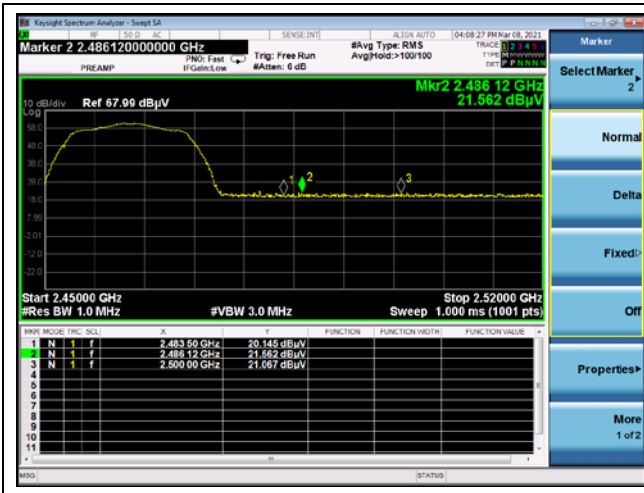 Keysight Spectrum Analyzer - Swept SA
RF 50 Ω AC SENSE:INT ALIGN AUTO 04:08:27 PM Mar 08, 2021
Marker 2 2.486120000000 GHz
PREAMP
PNO: Fast
IFGain:Low
Trig: Free Run
#Atten: 6 dB
#Avg Type: RMS
Avg|Hold:>100/100
TRACE 1 2 3 4 5 6
TYPE M
DET P P N N N N
Mkr2 2.486 12 GHz
21.562 dBµV
10 dB/div Ref 67.99 dBµV
Log
58.0
48.0
38.0
28.0
18.0
7.99
-2.01
-12.0
-22.0
1
2
3
Start 2.45000 GHz
Stop 2.52000 GHz
#Res BW 1.0 MHz
#VBW 3.0 MHz
Sweep 1.000 ms (1001 pts)
MKR MODE TRC SCL X Y FUNCTION FUNCTION WIDTH FUNCTION VALUE
1 N 1 f 2.483 50 GHz 20.145 dBµV
2 N 1 f 2.486 12 GHz 21.562 dBµV
3 N 1 f 2.500 00 GHz 21.067 dBµV
4
5
6
7
8
9
10
11
MSG
STATUS
Marker
Select Marker
2
Normal
Delta
Fixed
Off
Properties
More
1 of 2